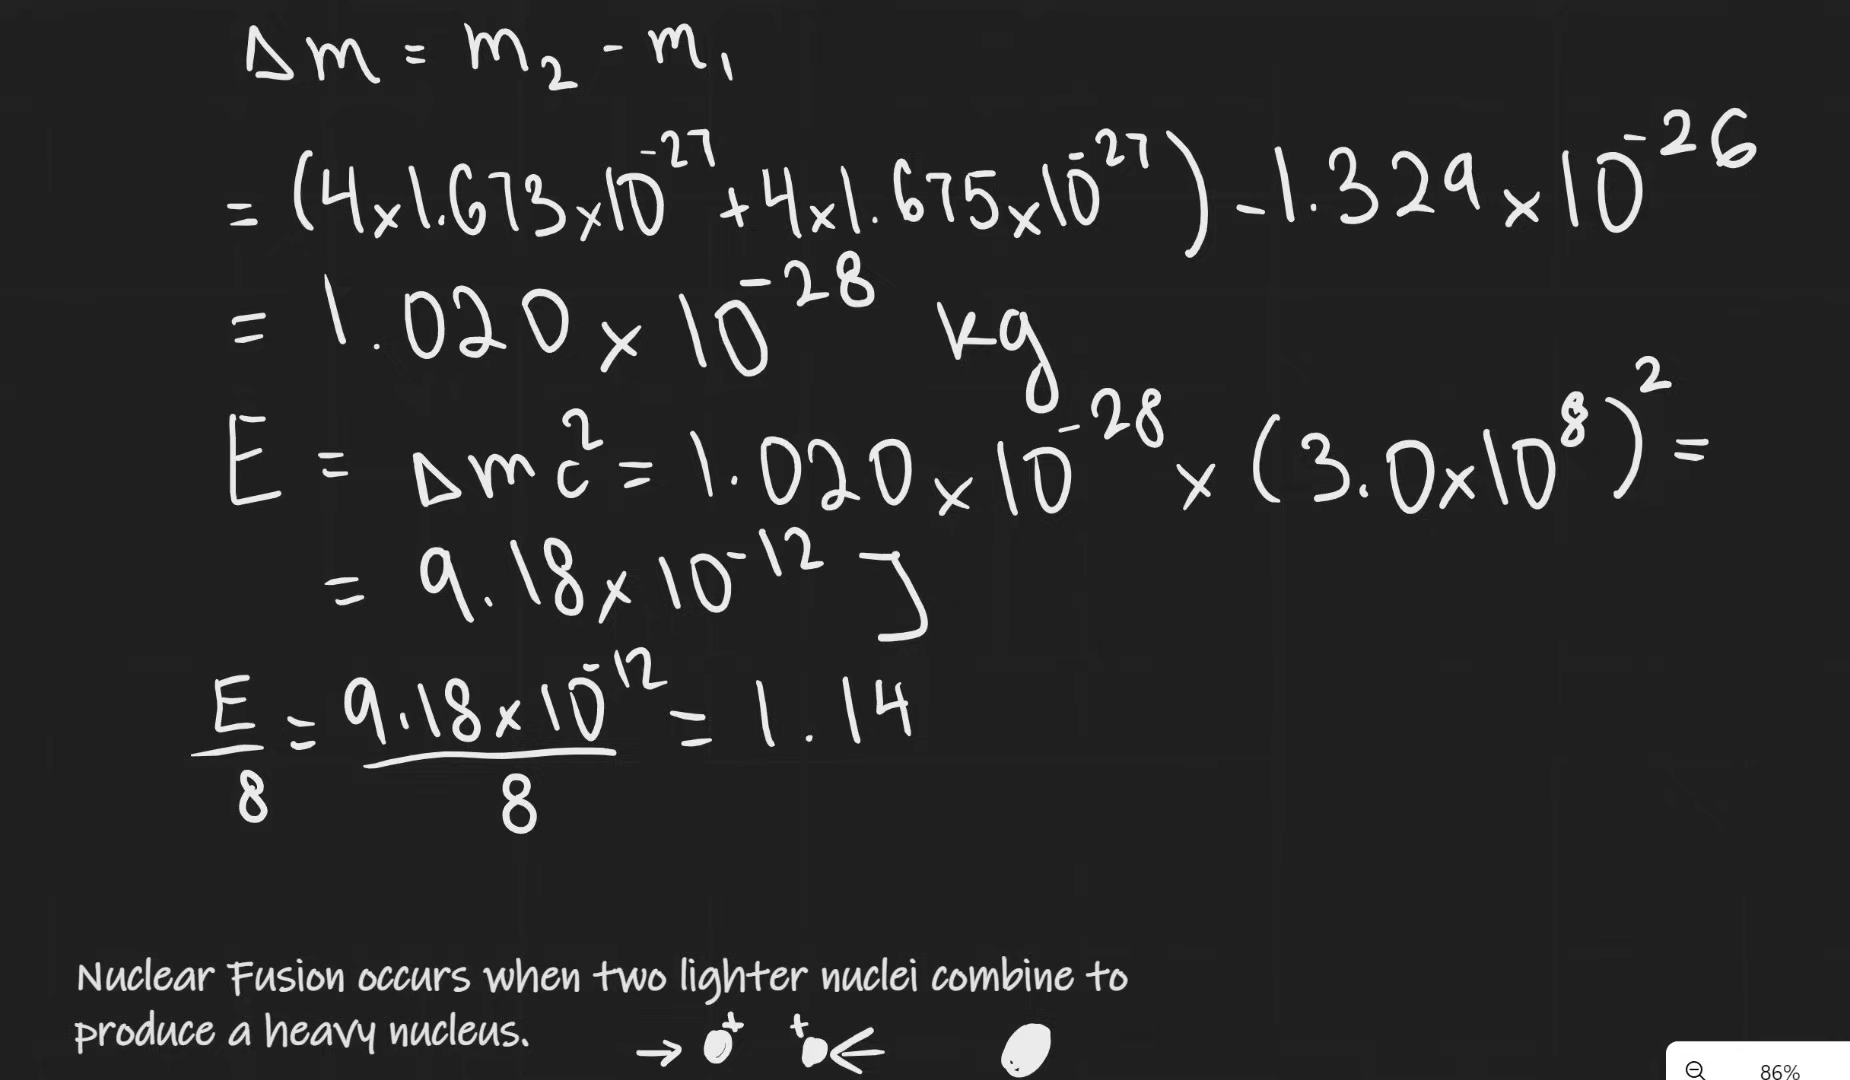 Δm = m₂ - m₁
= (4×1.673×10⁻²⁷ + 4×1.675×10⁻²⁷) - 1.329×10⁻²⁶
= 1.020 × 10⁻²⁸ kg
E = Δmc² = 1.020×10⁻²⁸ × (3.0×10⁸)² =
= 9.18×10⁻¹² J
E/8 = 9.18×10⁻¹²/8 = 1.14
Nuclear Fusion occurs when two lighter nuclei combine to
produce a heavy nucleus.
+ +
86%